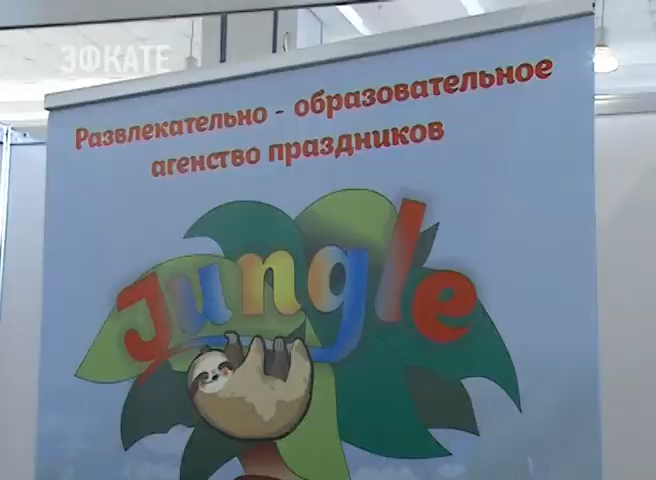 ЭФКАТЕ
Развлекательно - образовательное
агенство праздников
Jungle